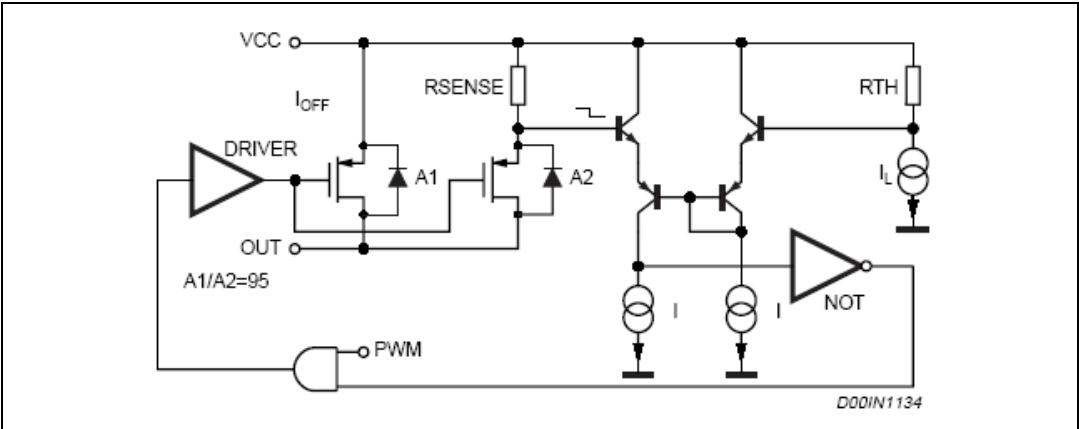 VCC
RSENSE
RTH
IOFF
DRIVER
A1
A2
IL
OUT
A1/A2=95
I
I
NOT
PWM
D00IN1134